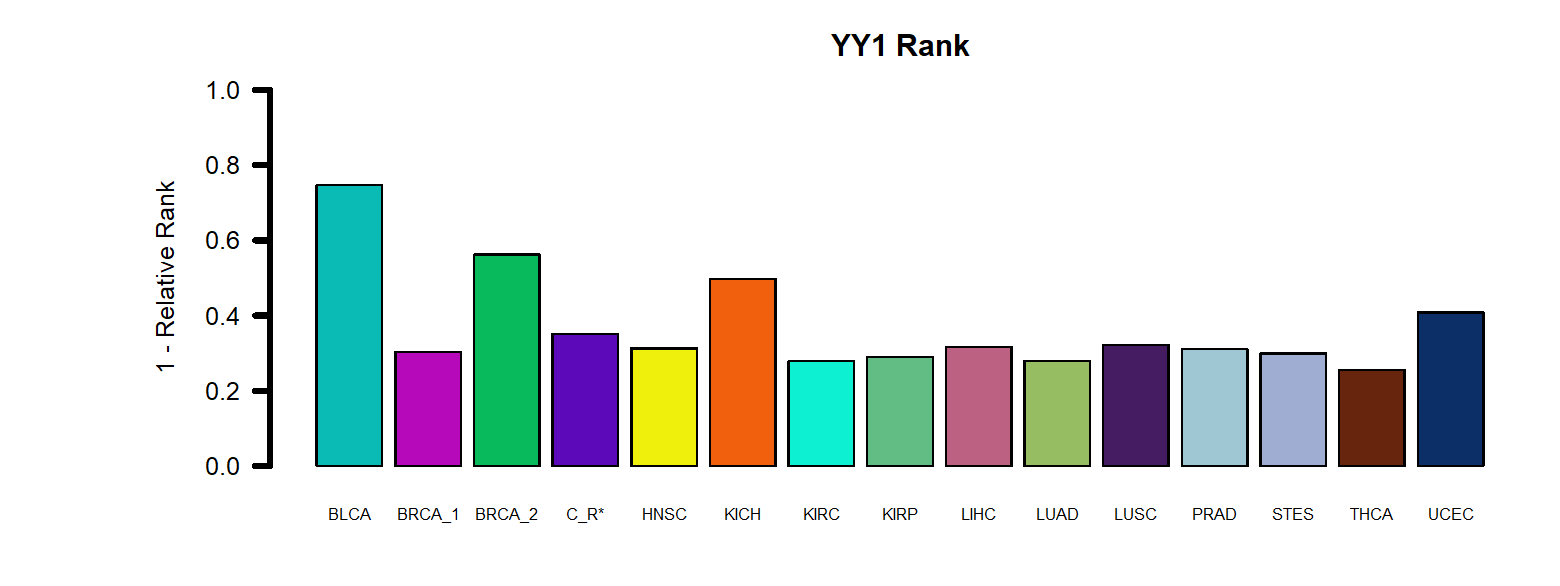 YY1 Rank
1 - Relative Rank
1.0
0.8
0.6
0.4
0.2
0.0
BLCA BRCA_1 BRCA_2 C_R* HNSC KICH KIRC KIRP LIHC LUAD LUSC PRAD STES THCA UCEC